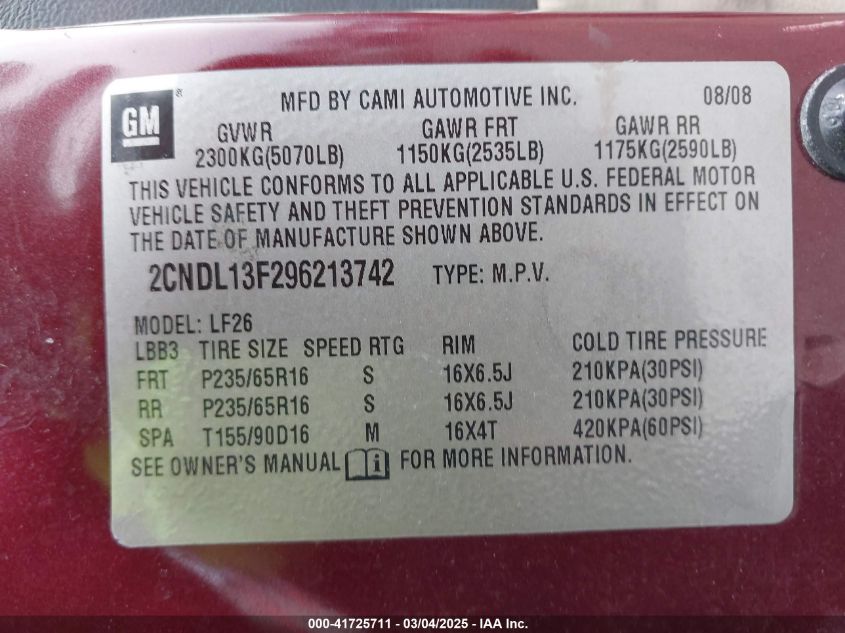 GM ®
MFD BY CAMI AUTOMOTIVE INC. 08/08
GVWR GAWR FRT GAWR RR
2300KG(5070LB) 1150KG(2535LB) 1175KG(2590LB)
THIS VEHICLE CONFORMS TO ALL APPLICABLE U.S. FEDERAL MOTOR
VEHICLE SAFETY AND THEFT PREVENTION STANDARDS IN EFFECT ON
THE DATE OF MANUFACTURE SHOWN ABOVE.
2CNDL13F296213742 TYPE: M.P.V.
MODEL: LF26
LBB3 TIRE SIZE SPEED RTG RIM COLD TIRE PRESSURE
FRT P235/65R16 S 16X6.5J 210KPA(30PSI)
RR P235/65R16 S 16X6.5J 210KPA(30PSI)
SPA T155/90D16 M 16X4T 420KPA(60PSI)
SEE OWNER'S MANUAL i FOR MORE INFORMATION.
000-41725711 - 03/04/2025 - IAA Inc.